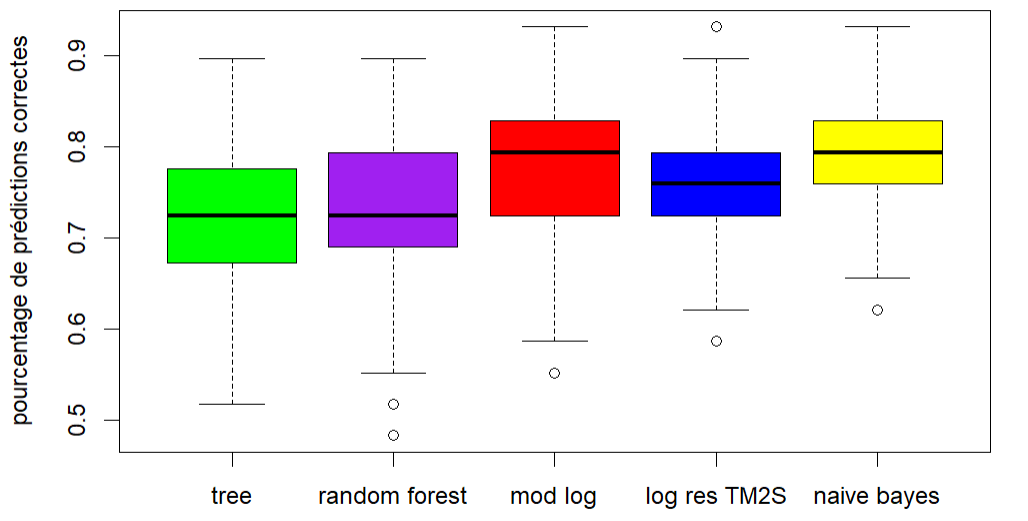 pourcentage de prédictions correctes
0.9
0.8
0.7
0.6
0.5
tree random forest mod log log res TM2S naive bayes